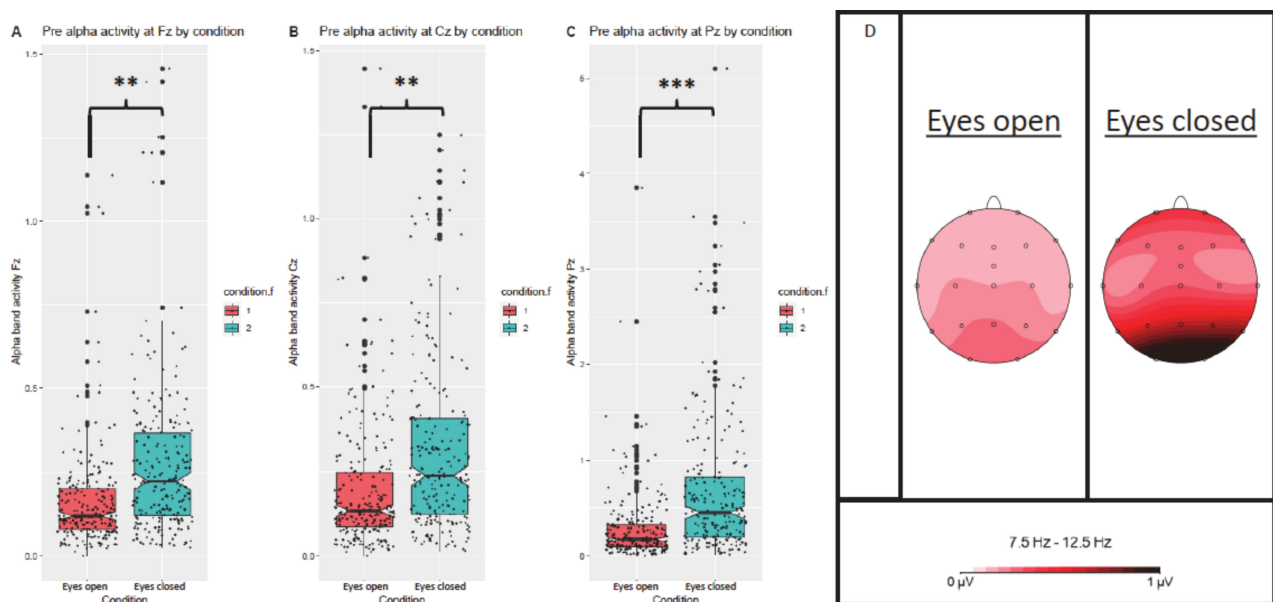 A Pre alpha activity at Fz by condition
**
1.5
1.0
0.5
0.0
Alpha band activity Fz
Eyes open Eyes closed
Condition
condition.f
1
2
B Pre alpha activity at Cz by condition
**
1.5
1.0
0.5
0.0
Alpha band activity Cz
Eyes open Eyes closed
Condition
condition.f
1
2
C Pre alpha activity at Pz by condition
***
5
4
3
2
1
0
Alpha band activity Pz
Eyes open Eyes closed
Condition
condition.f
1
2
D
Eyes open
Eyes closed
7.5 Hz - 12.5 Hz
0 µV 1 µV